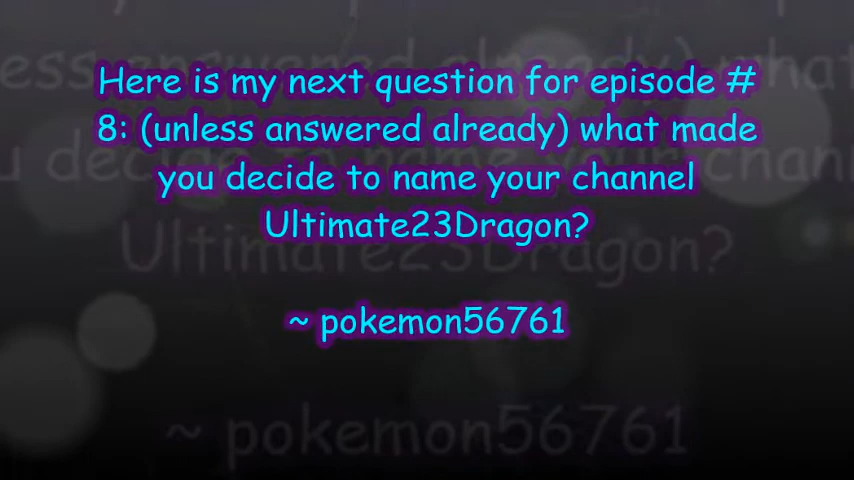 Here is my next question for episode #
8: (unless answered already) what made
you decide to name your channel
Ultimate23Dragon?
~ pokemon56761